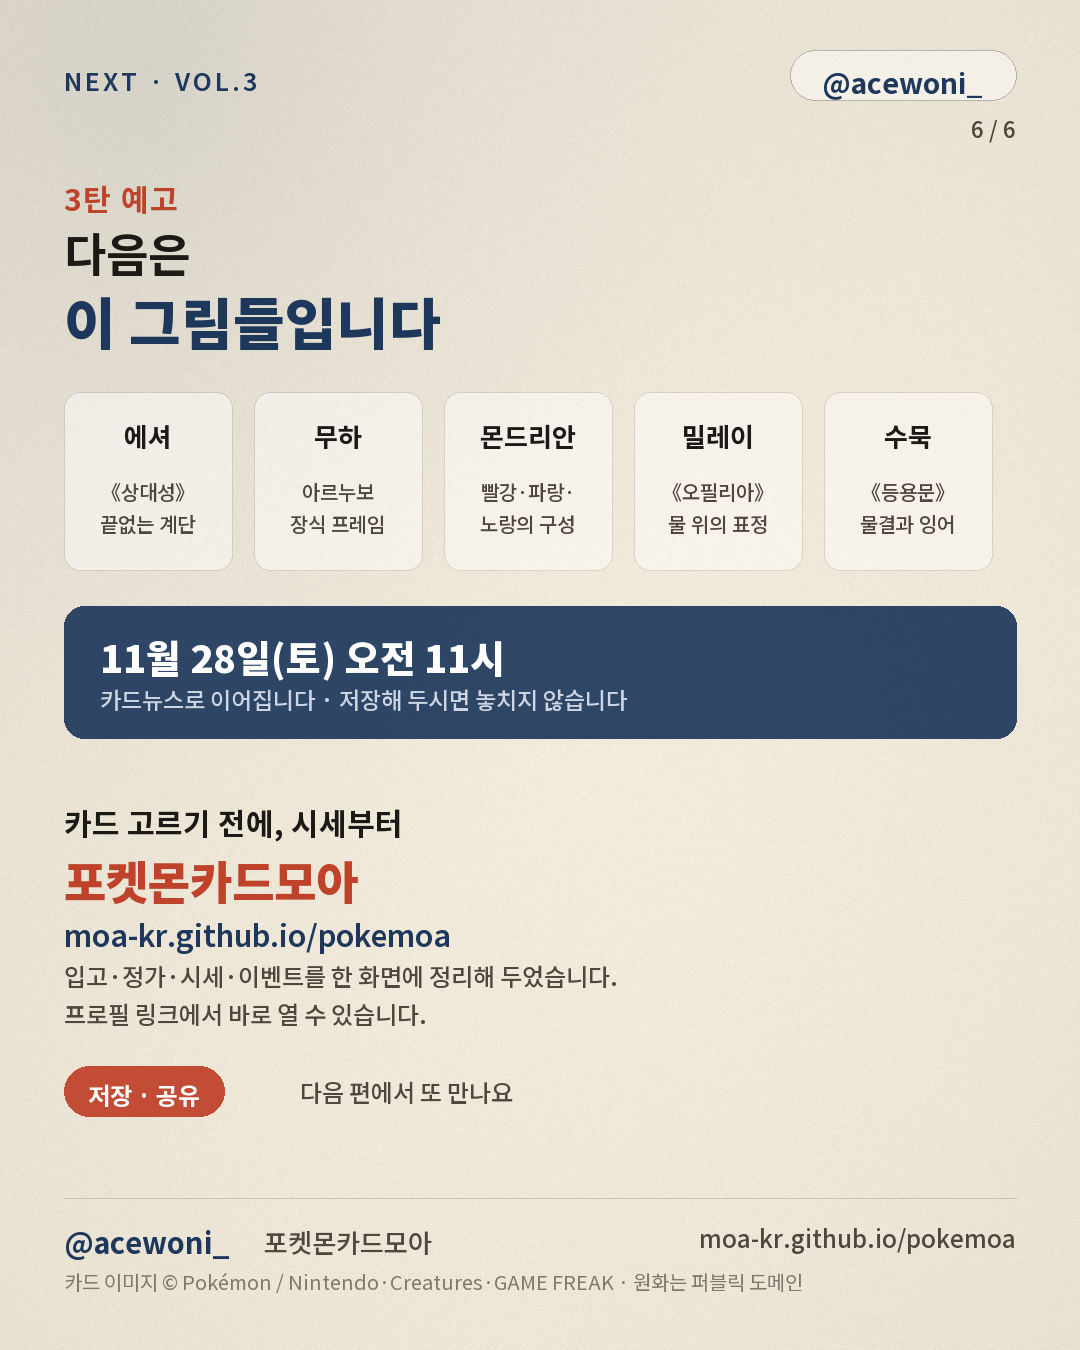 NEXT · VOL.3
@acewoni_
6 / 6
3탄 예고
다음은
이 그림들입니다
에셔
《상대성》
끝없는 계단
무하
아르누보
장식 프레임
몬드리안
빨강·파랑·
노랑의 구성
밀레이
《오필리아》
물 위의 표정
수묵
《등용문》
물결과 잉어
11월 28일(토) 오전 11시
카드뉴스로 이어집니다 · 저장해 두시면 놓치지 않습니다
카드 고르기 전에, 시세부터
포켓몬카드모아
moa-kr.github.io/pokemoa
입고·정가·시세·이벤트를 한 화면에 정리해 두었습니다.
프로필 링크에서 바로 열 수 있습니다.
저장 · 공유
다음 편에서 또 만나요
@acewoni_ 포켓몬카드모아
moa-kr.github.io/pokemoa
카드 이미지 © Pokémon / Nintendo·Creatures·GAME FREAK · 원화는 퍼블릭 도메인